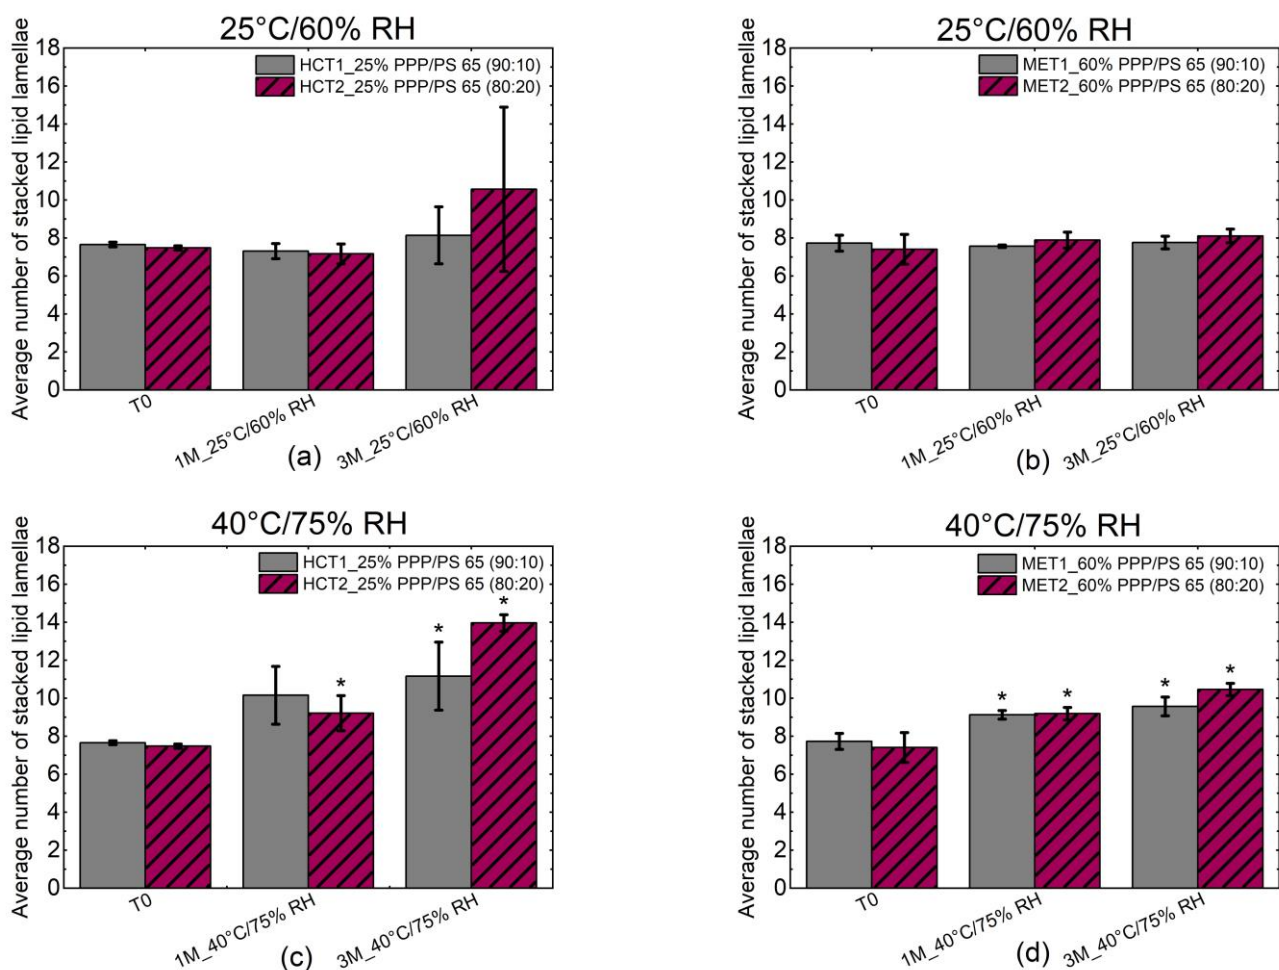 25°C/60% RH
Average number of stacked lipid lamellae
18
16
14
12
10
8
6
4
2
0
HCT1_25% PPP/PS 65 (90:10)
HCT2_25% PPP/PS 65 (80:20)
T0
1M_25°C/60% RH
3M_25°C/60% RH
(a)
25°C/60% RH
Average number of stacked lipid lamellae
18
16
14
12
10
8
6
4
2
0
MET1_60% PPP/PS 65 (90:10)
MET2_60% PPP/PS 65 (80:20)
T0
1M_25°C/60% RH
3M_25°C/60% RH
(b)
40°C/75% RH
Average number of stacked lipid lamellae
18
16
14
12
10
8
6
4
2
0
HCT1_25% PPP/PS 65 (90:10)
HCT2_25% PPP/PS 65 (80:20)
*
*
*
T0
1M_40°C/75% RH
3M_40°C/75% RH
(c)
40°C/75% RH
Average number of stacked lipid lamellae
18
16
14
12
10
8
6
4
2
0
MET1_60% PPP/PS 65 (90:10)
MET2_60% PPP/PS 65 (80:20)
*
*
*
*
T0
1M_40°C/75% RH
3M_40°C/75% RH
(d)